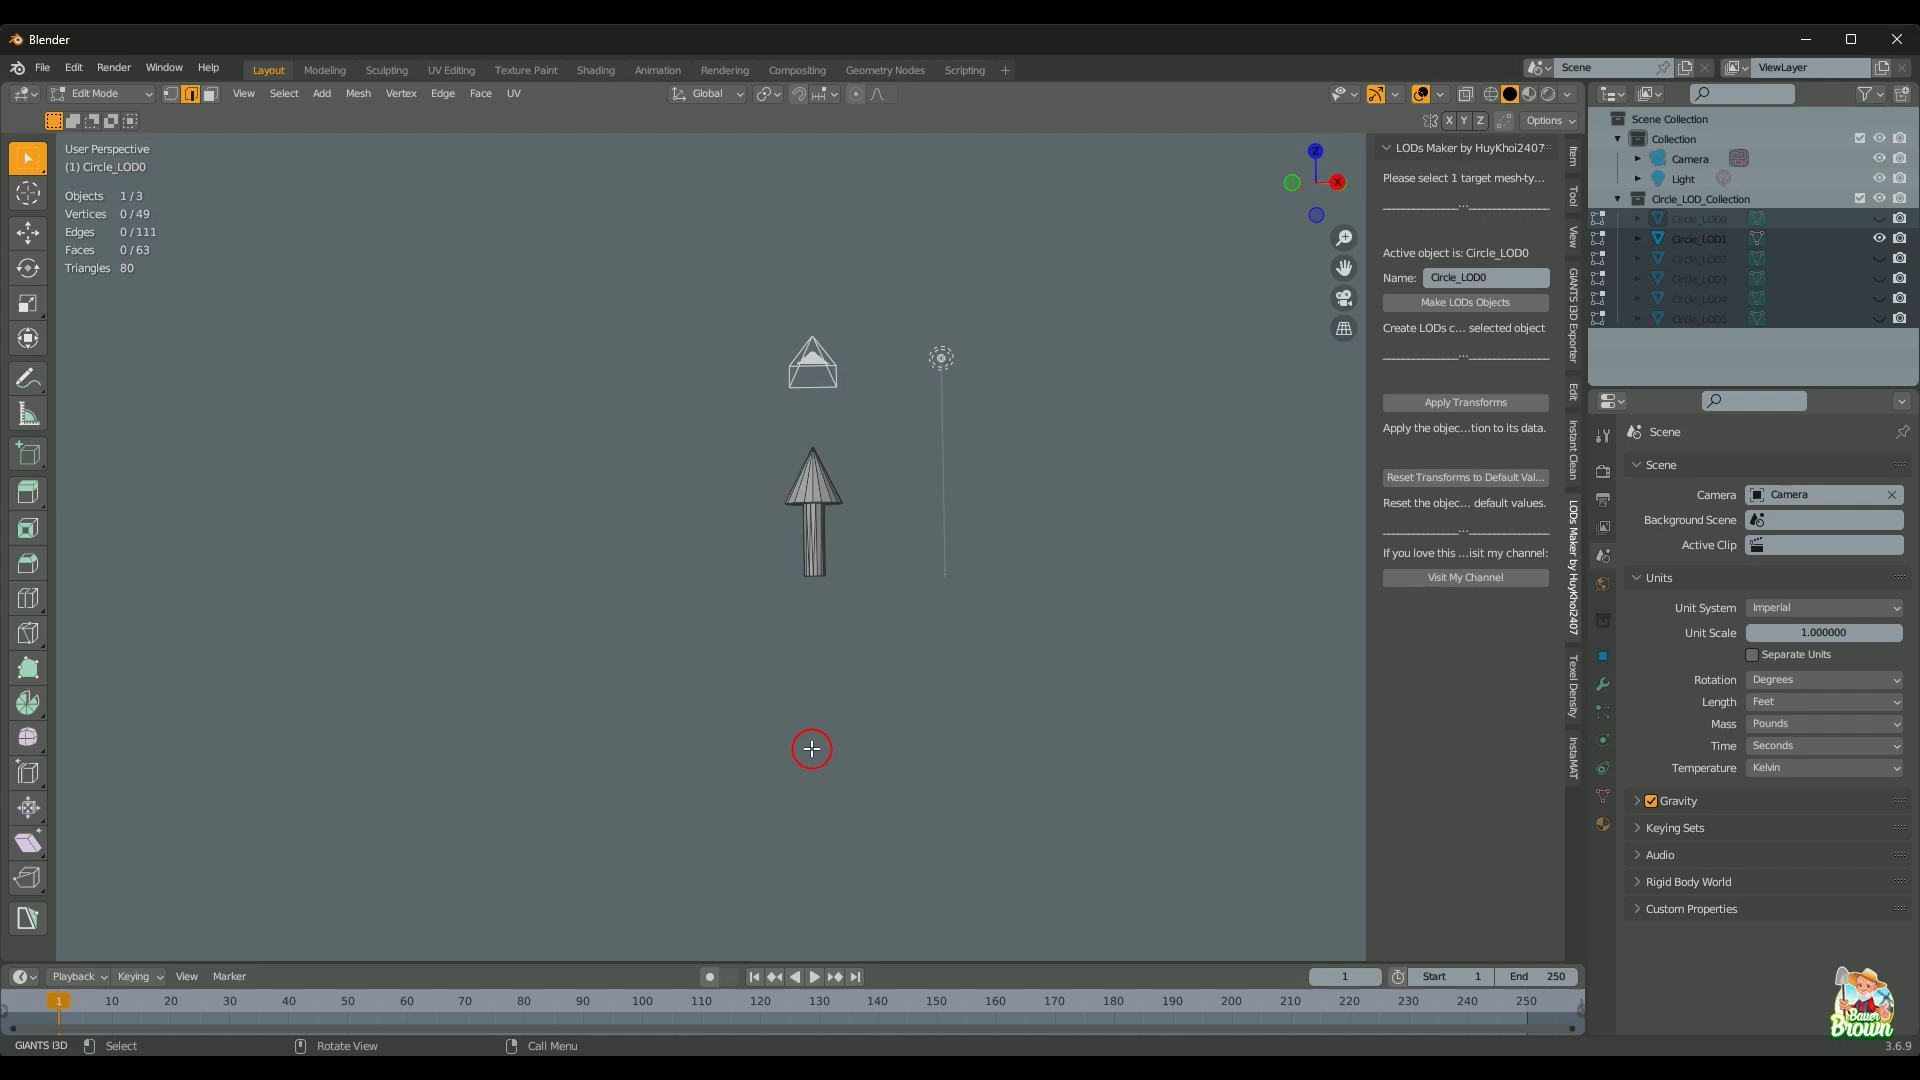 Blender
File Edit Render Window Help
Layout Modeling Sculpting UV Editing Texture Paint Shading Animation Rendering Compositing Geometry Nodes Scripting +
Scene
ViewLayer
Edit Mode
View Select Add Mesh Vertex Edge Face UV
Global
X Y Z
Options
User Perspective
(1) Circle_LOD0
Objects 1/3
Vertices 0/49
Edges 0/111
Faces 0/63
Triangles 80
Z
X
LODs Maker by HuyKhoi2407
Please select 1 target mesh-ty...
Active object is: Circle_LOD0
Name: Circle_LOD0
Make LODs Objects
Create LODs c... selected object
Apply Transforms
Apply the objec...tion to its data.
Reset Transforms to Default Val...
Reset the objec... default values.
If you love this ...isit my channel:
Visit My Channel
Item
Tool
View
GIANTS I3D Exporter
Edit
Instant Clean
LODs Maker by HuyKhoi2407
Texel Density
InstaMAT
Scene Collection
Collection
Camera
Light
Circle_LOD_Collection
Circle_LOD0
Circle_LOD1
Circle_LOD2
Circle_LOD3
Circle_LOD4
Circle_LOD5
Scene
Scene
Camera Camera
Background Scene
Active Clip
Units
Unit System Imperial
Unit Scale 1.000000
Separate Units
Rotation Degrees
Length Feet
Mass Pounds
Time Seconds
Temperature Kelvin
Gravity
Keying Sets
Audio
Rigid Body World
Custom Properties
Playback Keying View Marker
1
Start 1 End 250
1 10 20 30 40 50 60 70 80 90 100 110 120 130 140 150 160 170 180 190 200 210 220 230 240 250
GIANTS I3D Select Rotate View Call Menu
Bauer
Brown
3.6.9